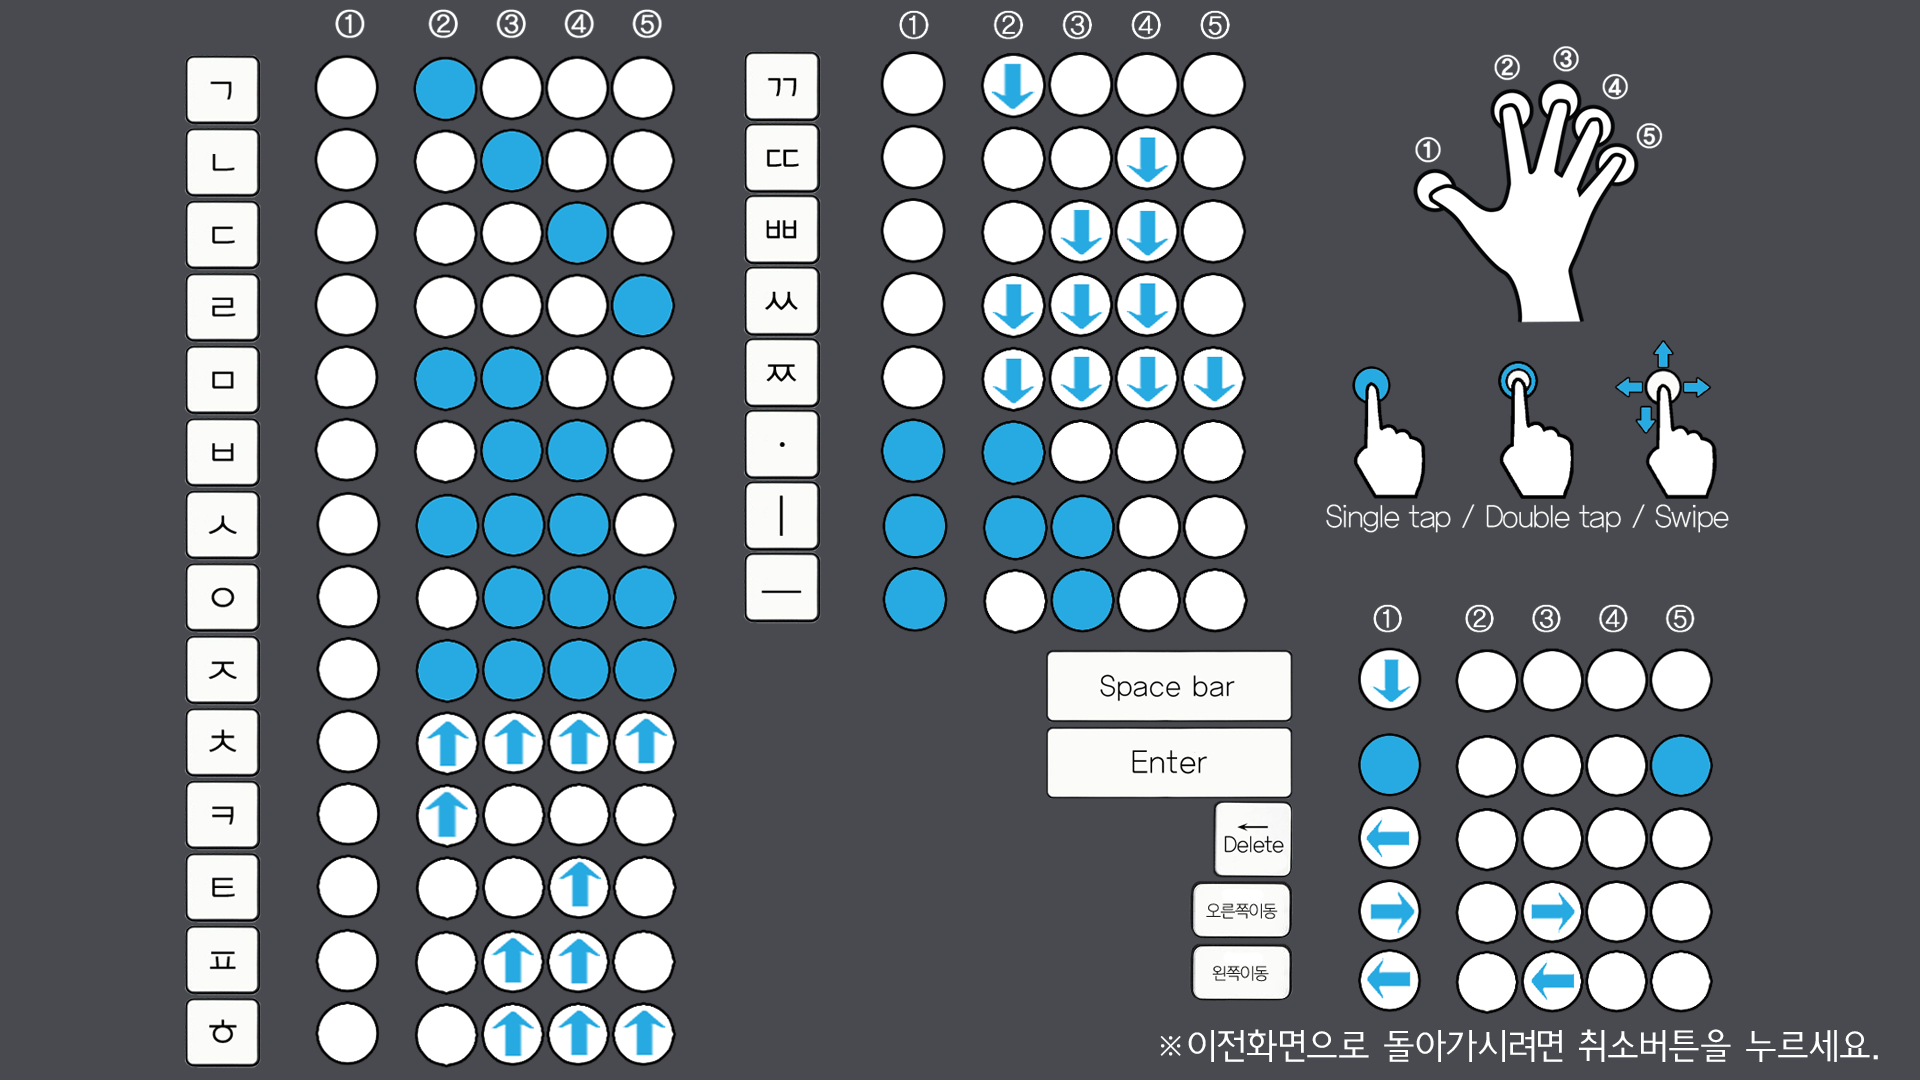 ① ② ③ ④ ⑤
ㄱ
ㄴ
ㄷ
ㄹ
ㅁ
ㅂ
ㅅ
ㅇ
ㅈ
ㅊ
ㅋ
ㅌ
ㅍ
ㅎ
① ② ③ ④ ⑤
ㄲ
ㄸ
ㅃ
ㅆ
ㅉ
·
ㅣ
ㅡ
① ② ③ ④ ⑤
Single tap / Double tap / Swipe
① ② ③ ④ ⑤
Space bar
Enter
←
Delete
오른쪽이동
왼쪽이동
※이전화면으로 돌아가시려면 취소버튼을 누르세요.